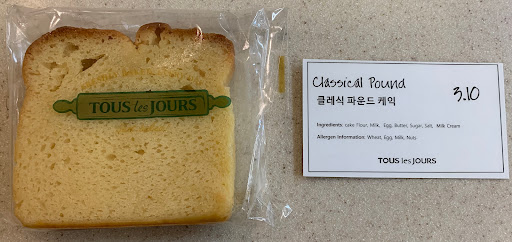 TOUS les JOURS
Classical Pound
클레식 파운드 케익
3.10
Ingredients: cake Flour, Milk, Egg, Butter, Sugar, Salt, Milk Cream
Allergen Information: Wheat, Egg, Milk, Nuts
TOUS les JOURS